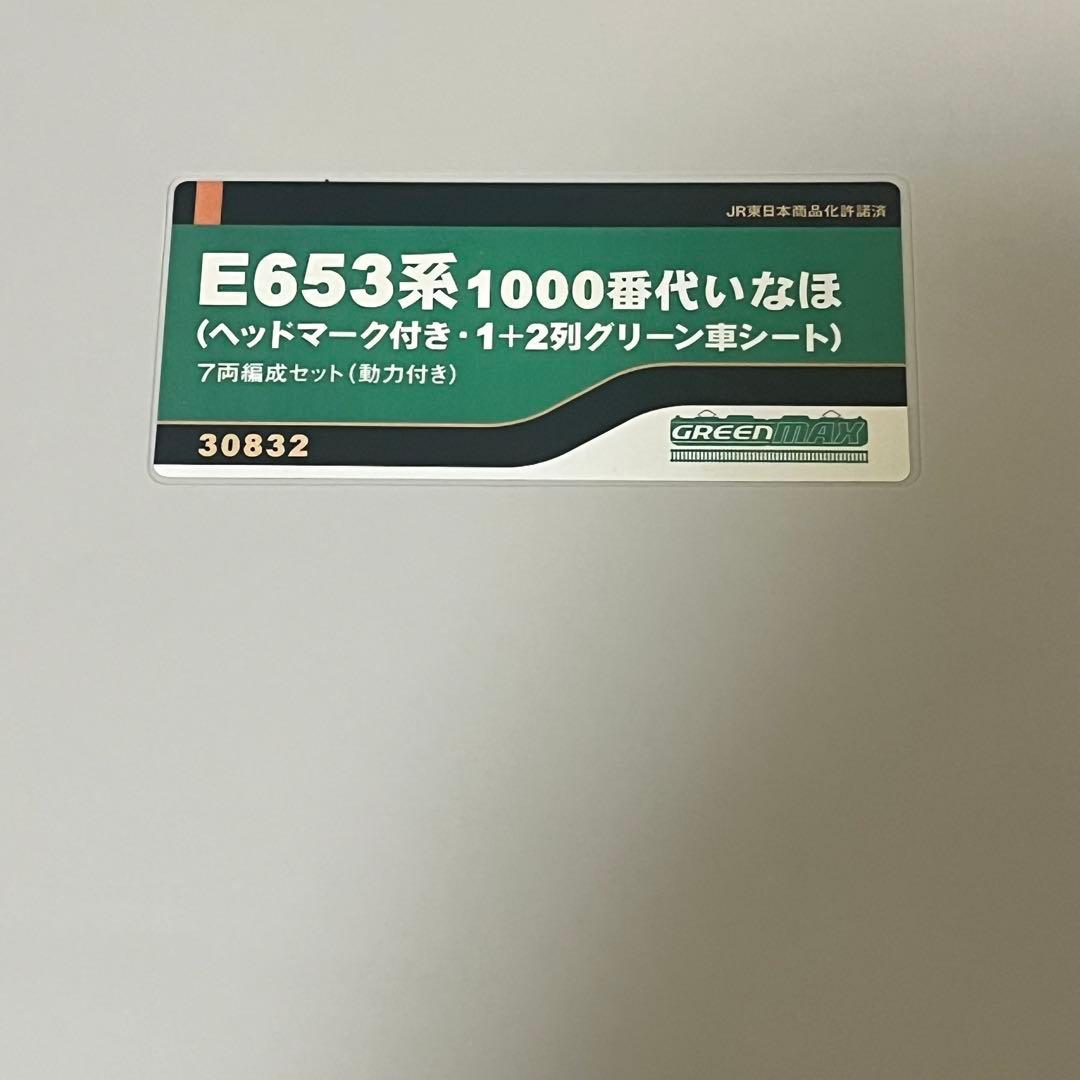 JR東日本商品化許諾済
E653系1000番代いなほ
(ヘッドマーク付き・1+2列グリーン車シート)
7両編成セット(動力付き)
30832
GREENMAX